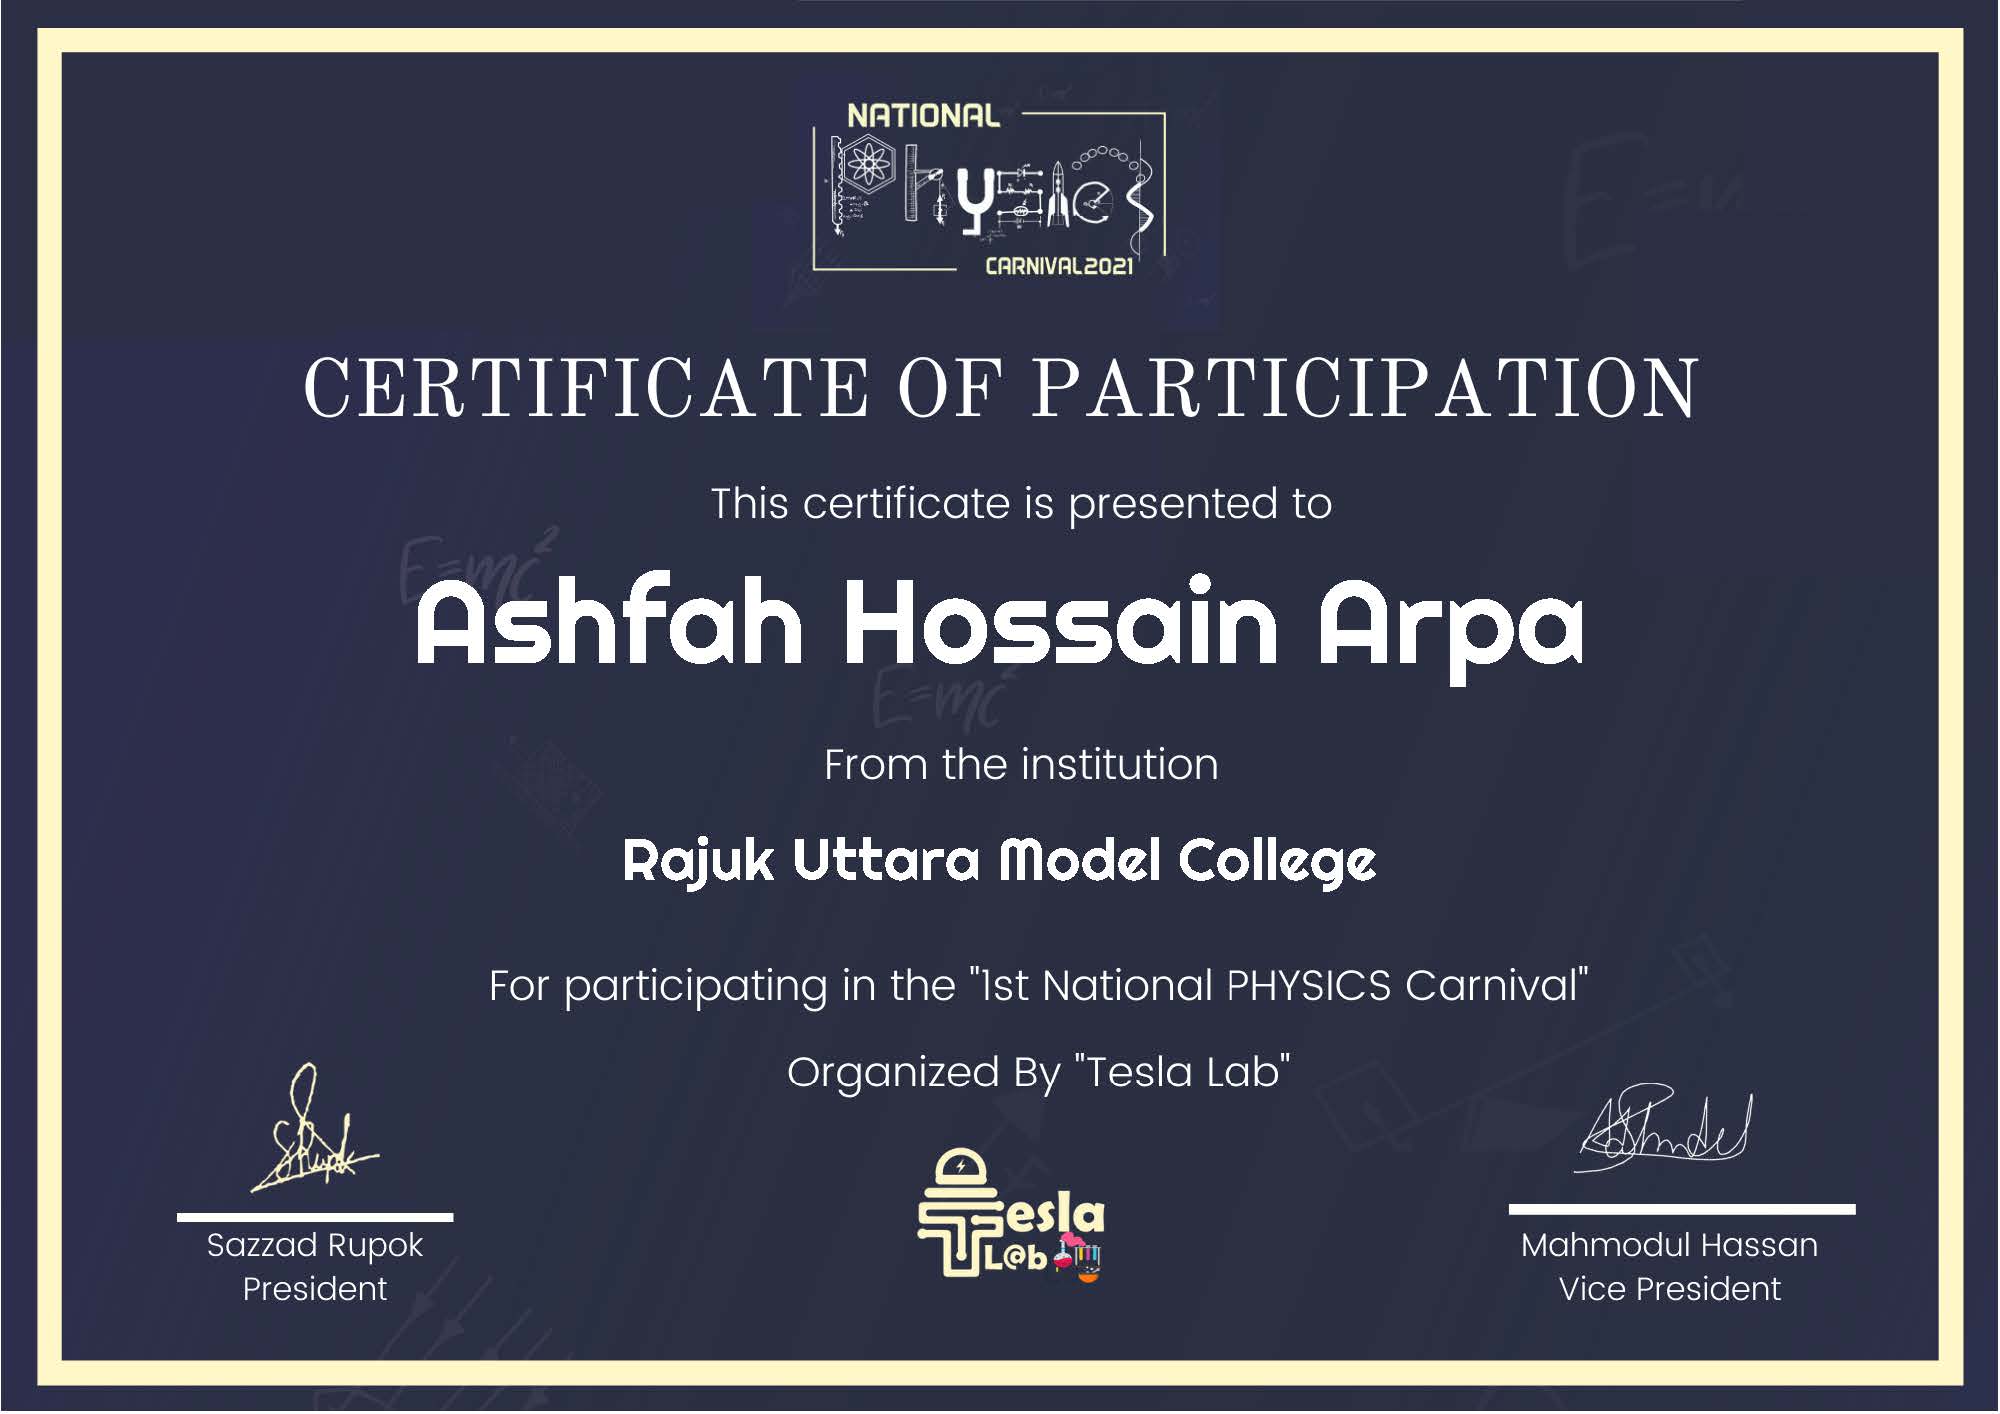 NATIONAL
Physics
CARNIVAL2021
CERTIFICATE OF PARTICIPATION
This certificate is presented to
E=mc²
Ashfah Hossain Arpa
E=mc²
From the institution
Rajuk Uttara Model College
For participating in the "1st National PHYSICS Carnival"
Organized By "Tesla Lab"
Tesla
L@b
Sazzad Rupok
President
Mahmodul Hassan
Vice President